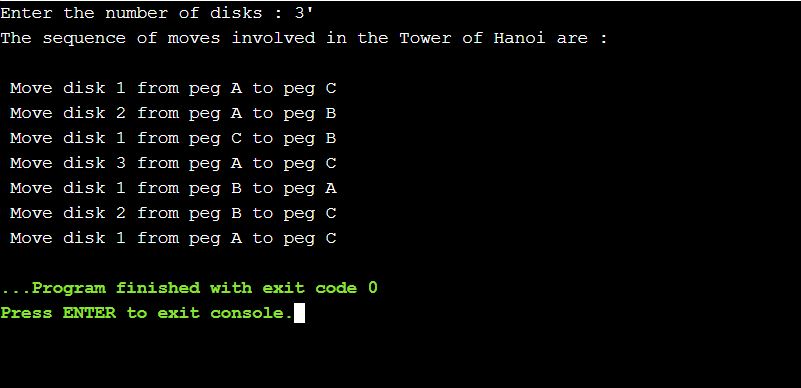 Enter the number of disks : 3'
The sequence of moves involved in the Tower of Hanoi are :
Move disk 1 from peg A to peg C
Move disk 2 from peg A to peg B
Move disk 1 from peg C to peg B
Move disk 3 from peg A to peg C
Move disk 1 from peg B to peg A
Move disk 2 from peg B to peg C
Move disk 1 from peg A to peg C
...Program finished with exit code 0
Press ENTER to exit console.